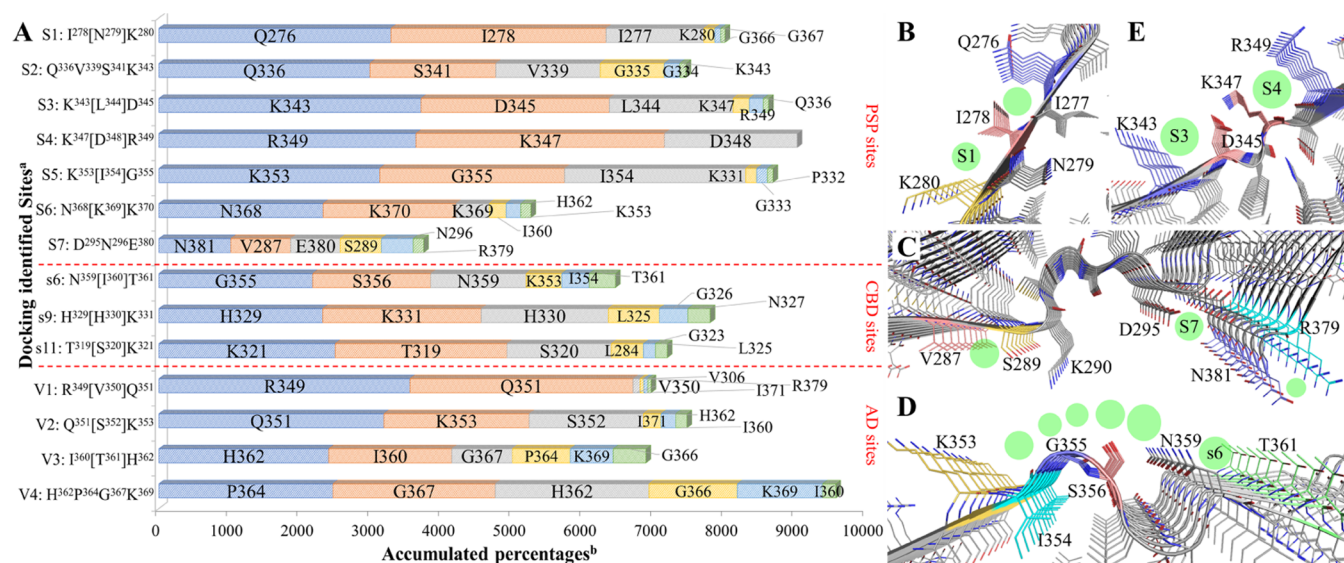 A
Docking identified Sitesᵃ
S1: I²⁷⁸[N²⁷⁹]K²⁸⁰ Q276 I278 I277 K280 G366 G367
S2: Q³³⁶V³³⁹S³⁴¹K³⁴³ Q336 S341 V339 G335 G334 K343
S3: K³⁴³[L³⁴⁴]D³⁴⁵ K343 D345 L344 K347 R349 Q336
S4: K³⁴⁷[D³⁴⁸]R³⁴⁹ R349 K347 D348
S5: K³⁵³[I³⁵⁴]G³⁵⁵ K353 G355 I354 K331 G333 P332
S6: N³⁶⁸[K³⁶⁹]K³⁷⁰ N368 K370 K369 I360 K353 H362
S7: D²⁹⁵N²⁹⁶E³⁸⁰ N381 V287 E380 S289 N296 R379
s6: N³⁵⁹[I³⁶⁰]T³⁶¹ G355 S356 N359 K353 I354 T361
s9: H³²⁹[H³³⁰]K³³¹ H329 K331 H330 L325 G326 N327
s11: T³¹⁹[S³²⁰]K³²¹ K321 T319 S320 L284 G323 L325
V1: R³⁴⁹[V³⁵⁰]Q³⁵¹ R349 Q351 V350 V306 I371 R379
V2: Q³⁵¹[S³⁵²]K³⁵³ Q351 K353 S352 I371 H362 I360
V3: I³⁶⁰[T³⁶¹]H³⁶² H362 I360 G367 P364 K369 G366
V4: H³⁶²P³⁶⁴G³⁶⁷K³⁶⁹ P364 G367 H362 G366 K369 I360
0 1000 2000 3000 4000 5000 6000 7000 8000 9000 10000
Accumulated percentagesᵇ
PSP sites
CBD sites
AD sites
B
Q276
I278
I277
S1
N279
K280
E
R349
K347
S4
K343
S3
D345
C
V287
S289
K290
D295
S7
R379
N381
D
K353
G355
S356
I354
N359
s6
T361